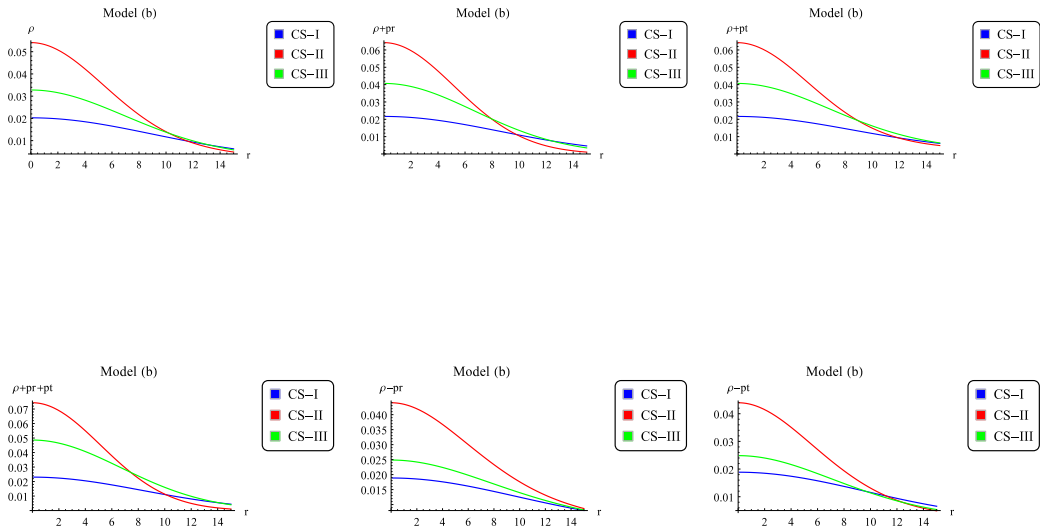 Model (b)
ρ
0.05
0.04
0.03
0.02
0.01
0 2 4 6 8 10 12 14 r
CS–I
CS–II
CS–III
Model (b)
ρ+pr
0.06
0.05
0.04
0.03
0.02
0.01
2 4 6 8 10 12 14 r
CS–I
CS–II
CS–III
Model (b)
ρ+pt
0.06
0.05
0.04
0.03
0.02
0.01
2 4 6 8 10 12 14 r
CS–I
CS–II
CS–III
Model (b)
ρ+pr+pt
0.07
0.06
0.05
0.04
0.03
0.02
0.01
2 4 6 8 10 12 14 r
CS–I
CS–II
CS–III
Model (b)
ρ–pr
0.040
0.035
0.030
0.025
0.020
0.015
2 4 6 8 10 12 14 r
CS–I
CS–II
CS–III
Model (b)
ρ–pt
0.04
0.03
0.02
0.01
2 4 6 8 10 12 14 r
CS–I
CS–II
CS–III